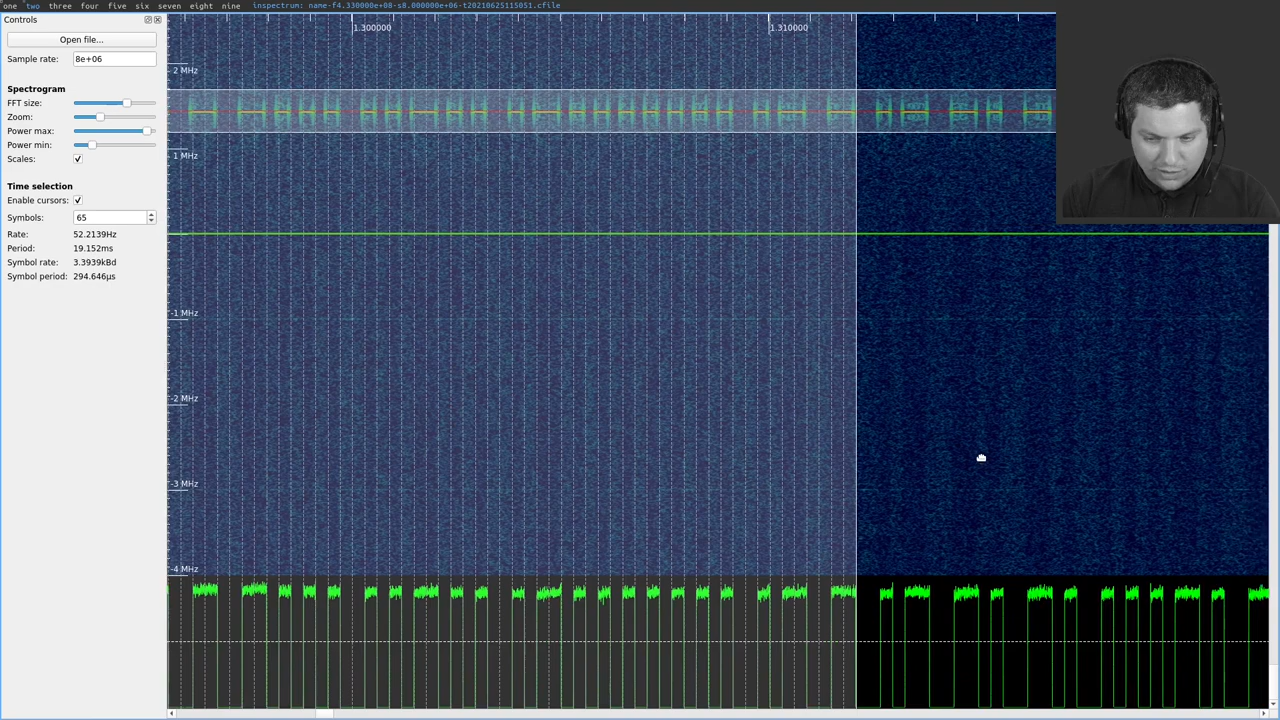 one two three four five six seven eight nine inspectrum: name-f4.330000e+08-s8.000000e+06-t20210625115051.cfile
Controls
Open file...
Sample rate: 8e+06
Spectrogram
FFT size:
Zoom:
Power max:
Power min:
Scales:
Time selection
Enable cursors:
Symbols: 65
Rate: 52.2139Hz
Period: 19.152ms
Symbol rate: 3.3939kBd
Symbol period: 294.646µs
1.300000 1.310000
2 MHz
1 MHz
-1 MHz
-2 MHz
-3 MHz
-4 MHz